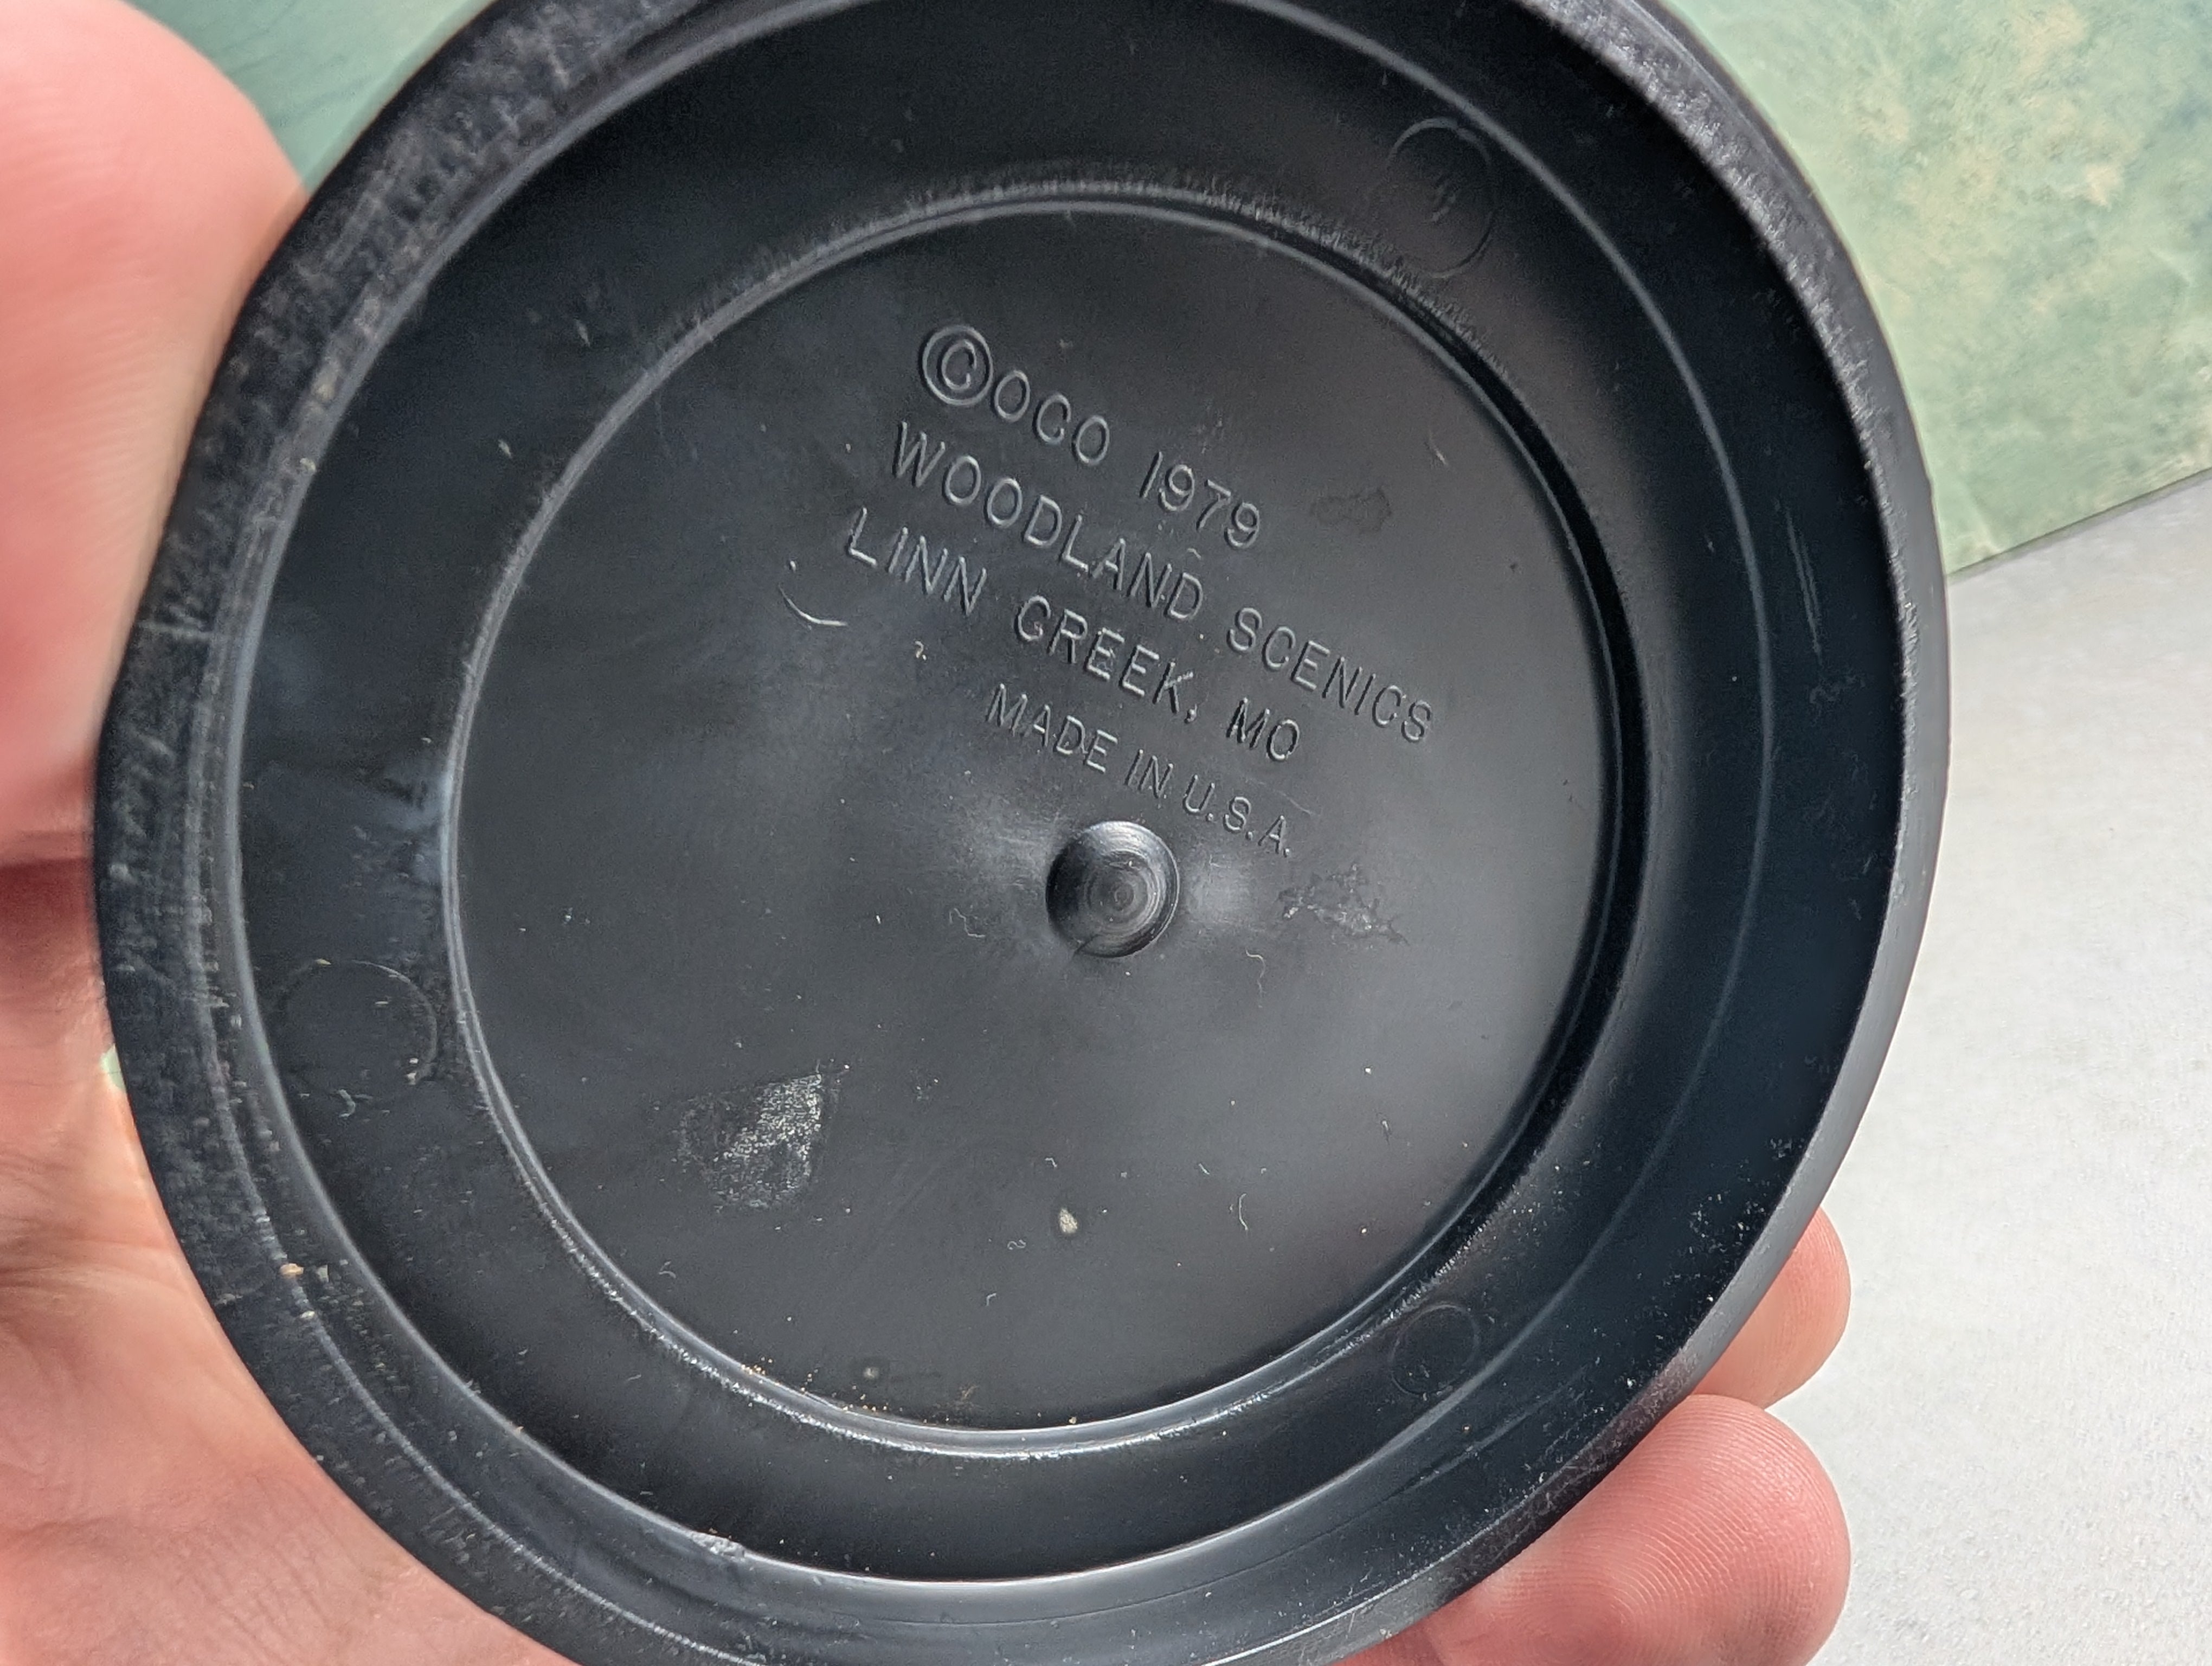 ©OCO 1979
WOODLAND SCENICS
LINN CREEK, MO
MADE IN U.S.A.